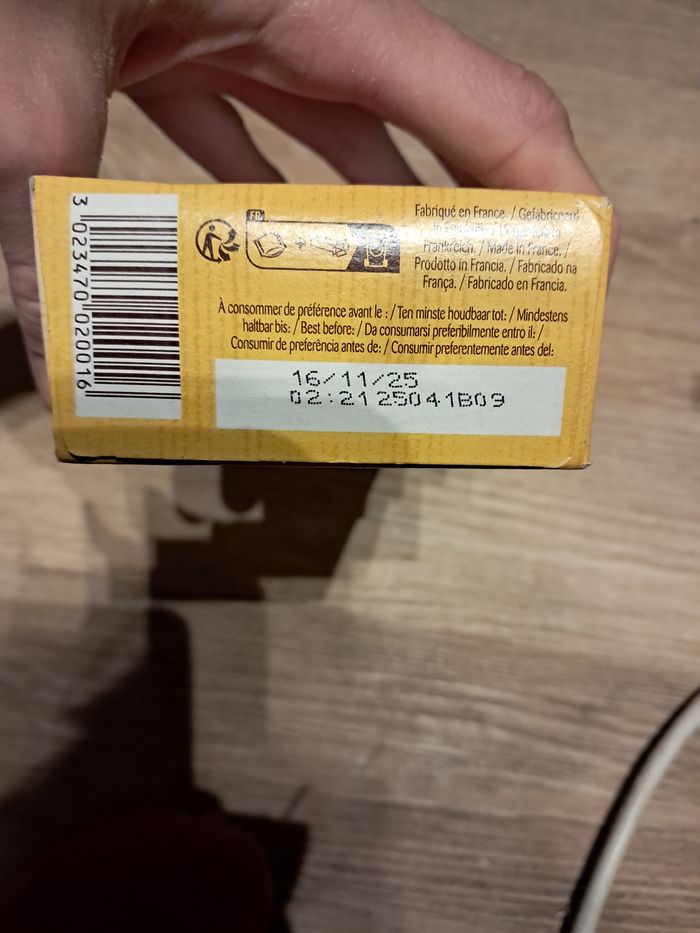 3 023470 020016
FR
Fabriqué en France. / Gefabriceerd
Frankreich. / Made in France. /
Prodotto in Francia. / Fabricado na
França. / Fabricado en Francia.
À consommer de préférence avant le : / Ten minste houdbaar tot: / Mindestens
haltbar bis: / Best before: / Da consumarsi preferibilmente entro il: /
Consumir de preferência antes de: / Consumir preferentemente antes del:
16/11/25
02:21 25041B09